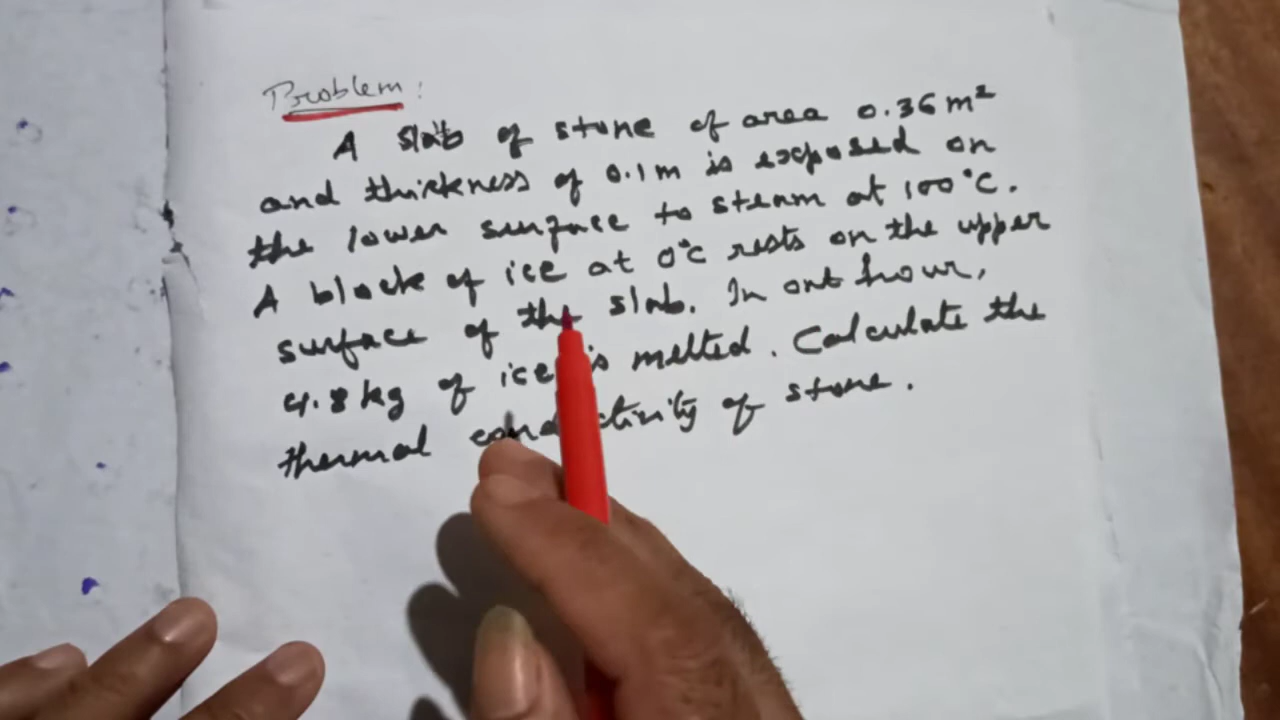 Problem:
A slab of stone of area 0.36 m²
and thickness of 0.1 m is exposed on
the lower surface to steam at 100°C.
A block of ice at 0°C rests on the upper
surface of the slab. In one hour,
4.8 kg of ice is melted. Calculate the
thermal conductivity of stone.